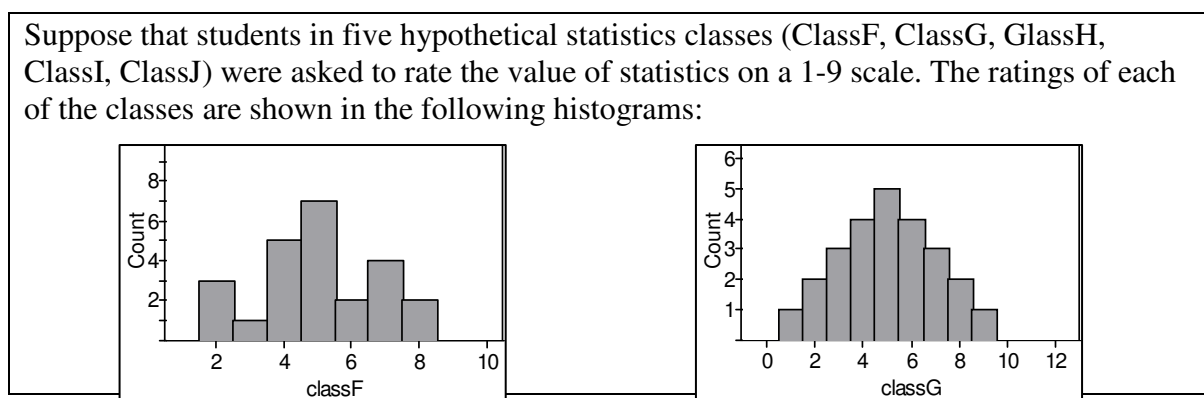 Suppose that students in five hypothetical statistics classes (ClassF, ClassG, GlassH,
ClassI, ClassJ) were asked to rate the value of statistics on a 1-9 scale. The ratings of each
of the classes are shown in the following histograms:
8
6
4
2
Count
2 4 6 8 10
classF
6
5
4
3
2
1
Count
0 2 4 6 8 10 12
classG